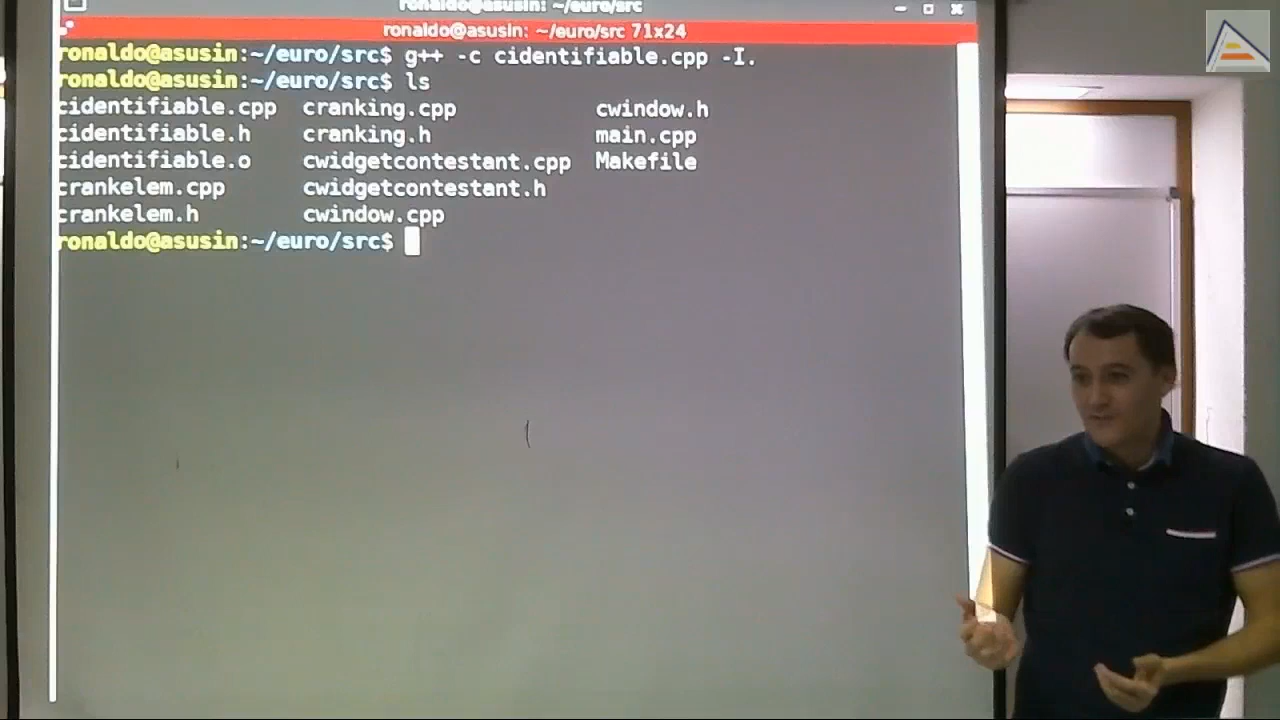 ronaldo@asusin: ~/euro/src
ronaldo@asusin: ~/euro/src 71x24
ronaldo@asusin:~/euro/src$ g++ -c cidentifiable.cpp -I.
ronaldo@asusin:~/euro/src$ ls
cidentifiable.cpp cranking.cpp cwindow.h
cidentifiable.h cranking.h main.cpp
cidentifiable.o cwidgetcontestant.cpp Makefile
crankelem.cpp cwidgetcontestant.h
crankelem.h cwindow.cpp
ronaldo@asusin:~/euro/src$